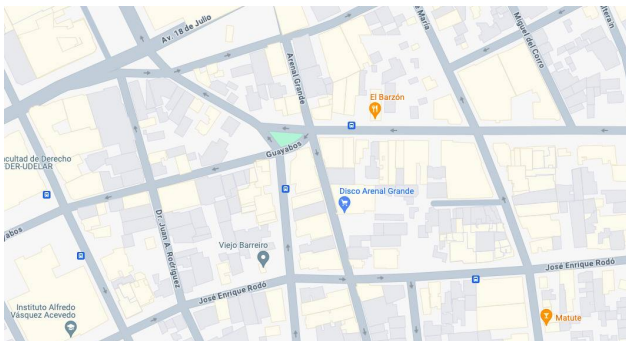 Av. 18 de Julio
Arenal Grande
Miguel del Corro
El Barzón
Guayabos
acultad de Derecho
DER-UDELAR
Disco Arenal Grande
Dr. Juan A. Rodríguez
Viejo Barreiro
José Enrique Rodó
José Enrique Rodó
Instituto Alfredo
Vásquez Acevedo
Matute